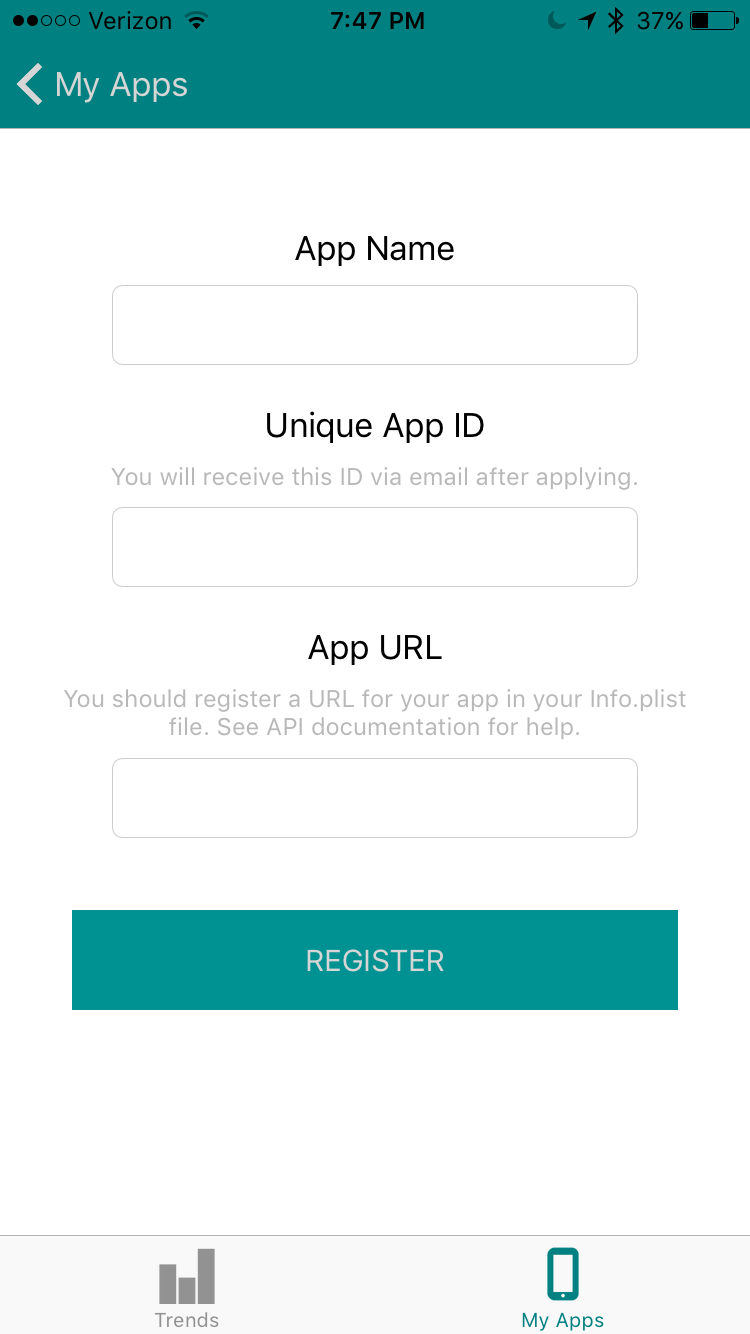 Verizon 7:47 PM 37%
My Apps
App Name
Unique App ID
You will receive this ID via email after applying.
App URL
You should register a URL for your app in your Info.plist
file. See API documentation for help.
REGISTER
Trends My Apps